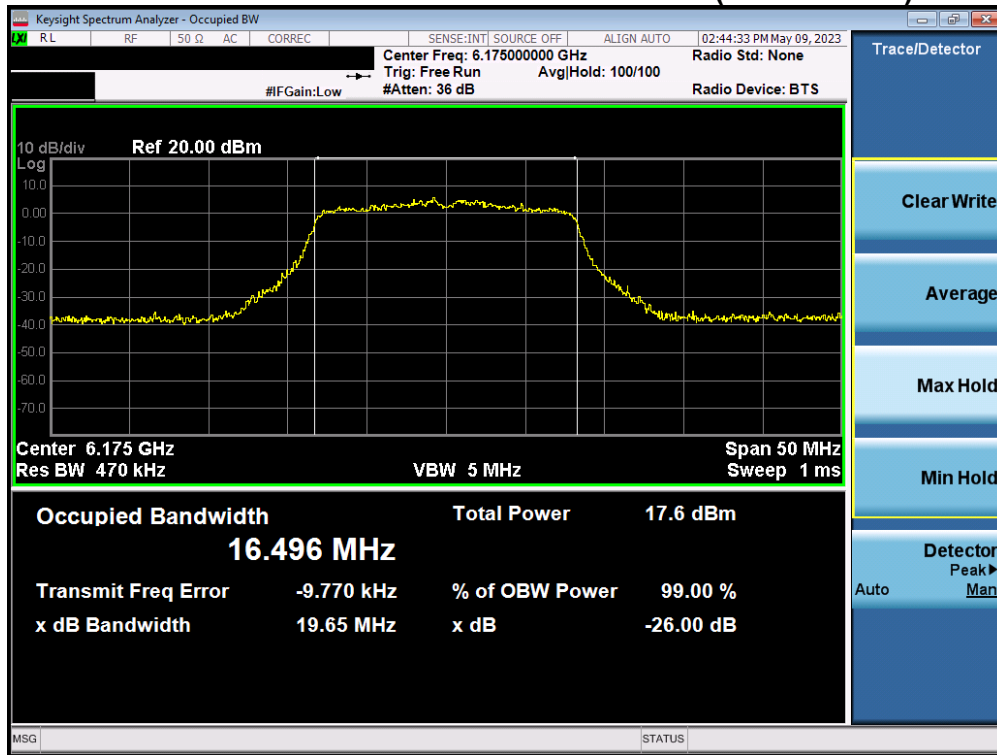 Keysight Spectrum Analyzer - Occupied BW
LXI RL RF 50 Ω AC CORREC SENSE:INT SOURCE OFF ALIGN AUTO 02:44:33 PM May 09, 2023
Center Freq: 6.175000000 GHz Radio Std: None
Trig: Free Run Avg|Hold: 100/100
#IFGain:Low #Atten: 36 dB Radio Device: BTS
10 dB/div Ref 20.00 dBm
Log
10.0
0.00
-10.0
-20.0
-30.0
-40.0
-50.0
-60.0
-70.0
Center 6.175 GHz Span 50 MHz
Res BW 470 kHz VBW 5 MHz Sweep 1 ms
Occupied Bandwidth Total Power 17.6 dBm
16.496 MHz
Transmit Freq Error -9.770 kHz % of OBW Power 99.00 %
x dB Bandwidth 19.65 MHz x dB -26.00 dB
MSG STATUS
Trace/Detector
Clear Write
Average
Max Hold
Min Hold
Detector
Peak▶
Auto Man